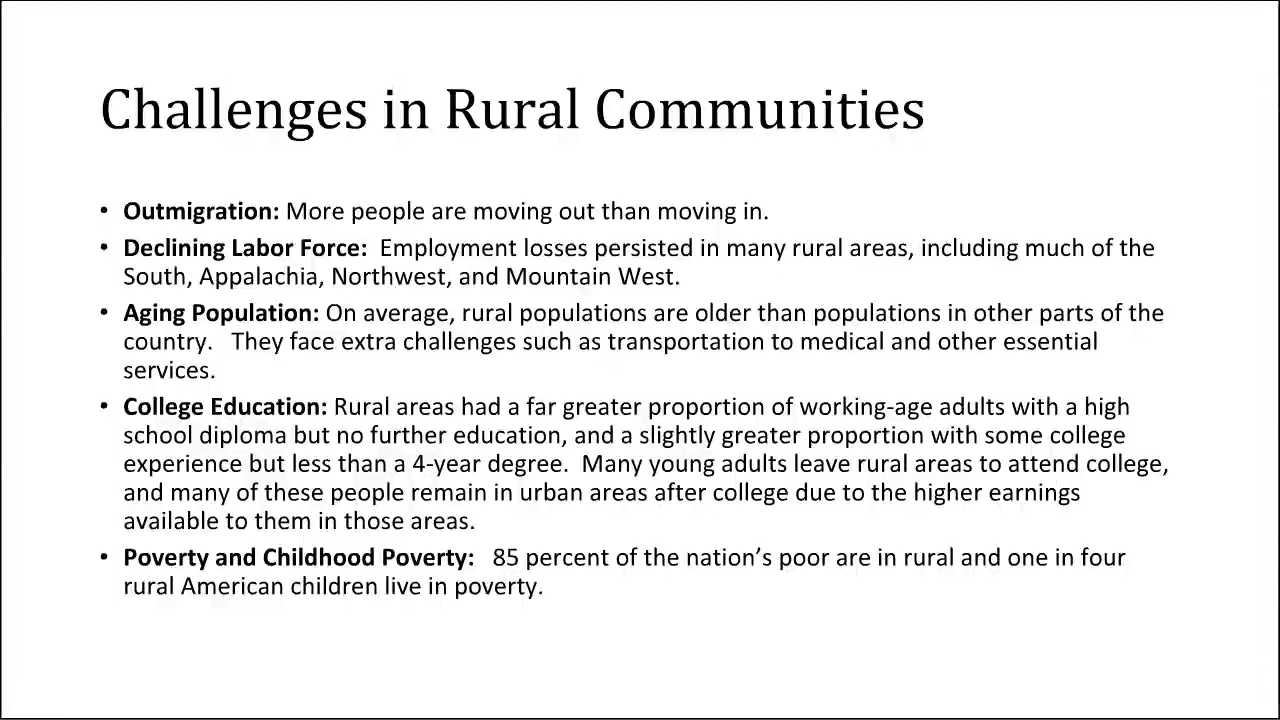 Challenges in Rural Communities
• Outmigration: More people are moving out than moving in.
• Declining Labor Force:  Employment losses persisted in many rural areas, including much of the
South, Appalachia, Northwest, and Mountain West.
• Aging Population: On average, rural populations are older than populations in other parts of the
country.   They face extra challenges such as transportation to medical and other essential
services.
• College Education: Rural areas had a far greater proportion of working-age adults with a high
school diploma but no further education, and a slightly greater proportion with some college
experience but less than a 4-year degree.  Many young adults leave rural areas to attend college,
and many of these people remain in urban areas after college due to the higher earnings
available to them in those areas.
• Poverty and Childhood Poverty:   85 percent of the nation’s poor are in rural and one in four
rural American children live in poverty.